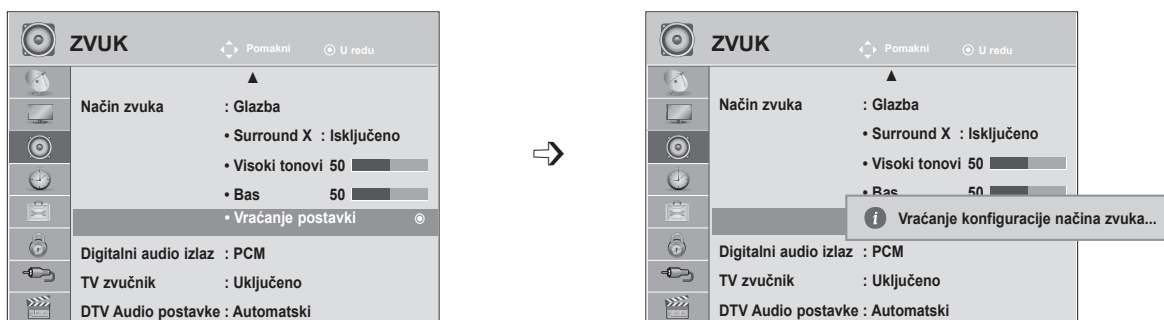 ZVUK Pomakni U redu
▲
Način zvuka : Glazba
• Surround X : Isključeno
• Visoki tonovi 50
• Bas 50
• Vraćanje postavki
Digitalni audio izlaz : PCM
TV zvučnik : Uključeno
DTV Audio postavke : Automatski
ZVUK Pomakni U redu
▲
Način zvuka : Glazba
• Surround X : Isključeno
• Visoki tonovi 50
• Bas 50
i Vraćanje konfiguracije načina zvuka...
Digitalni audio izlaz : PCM
TV zvučnik : Uključeno
DTV Audio postavke : Automatski